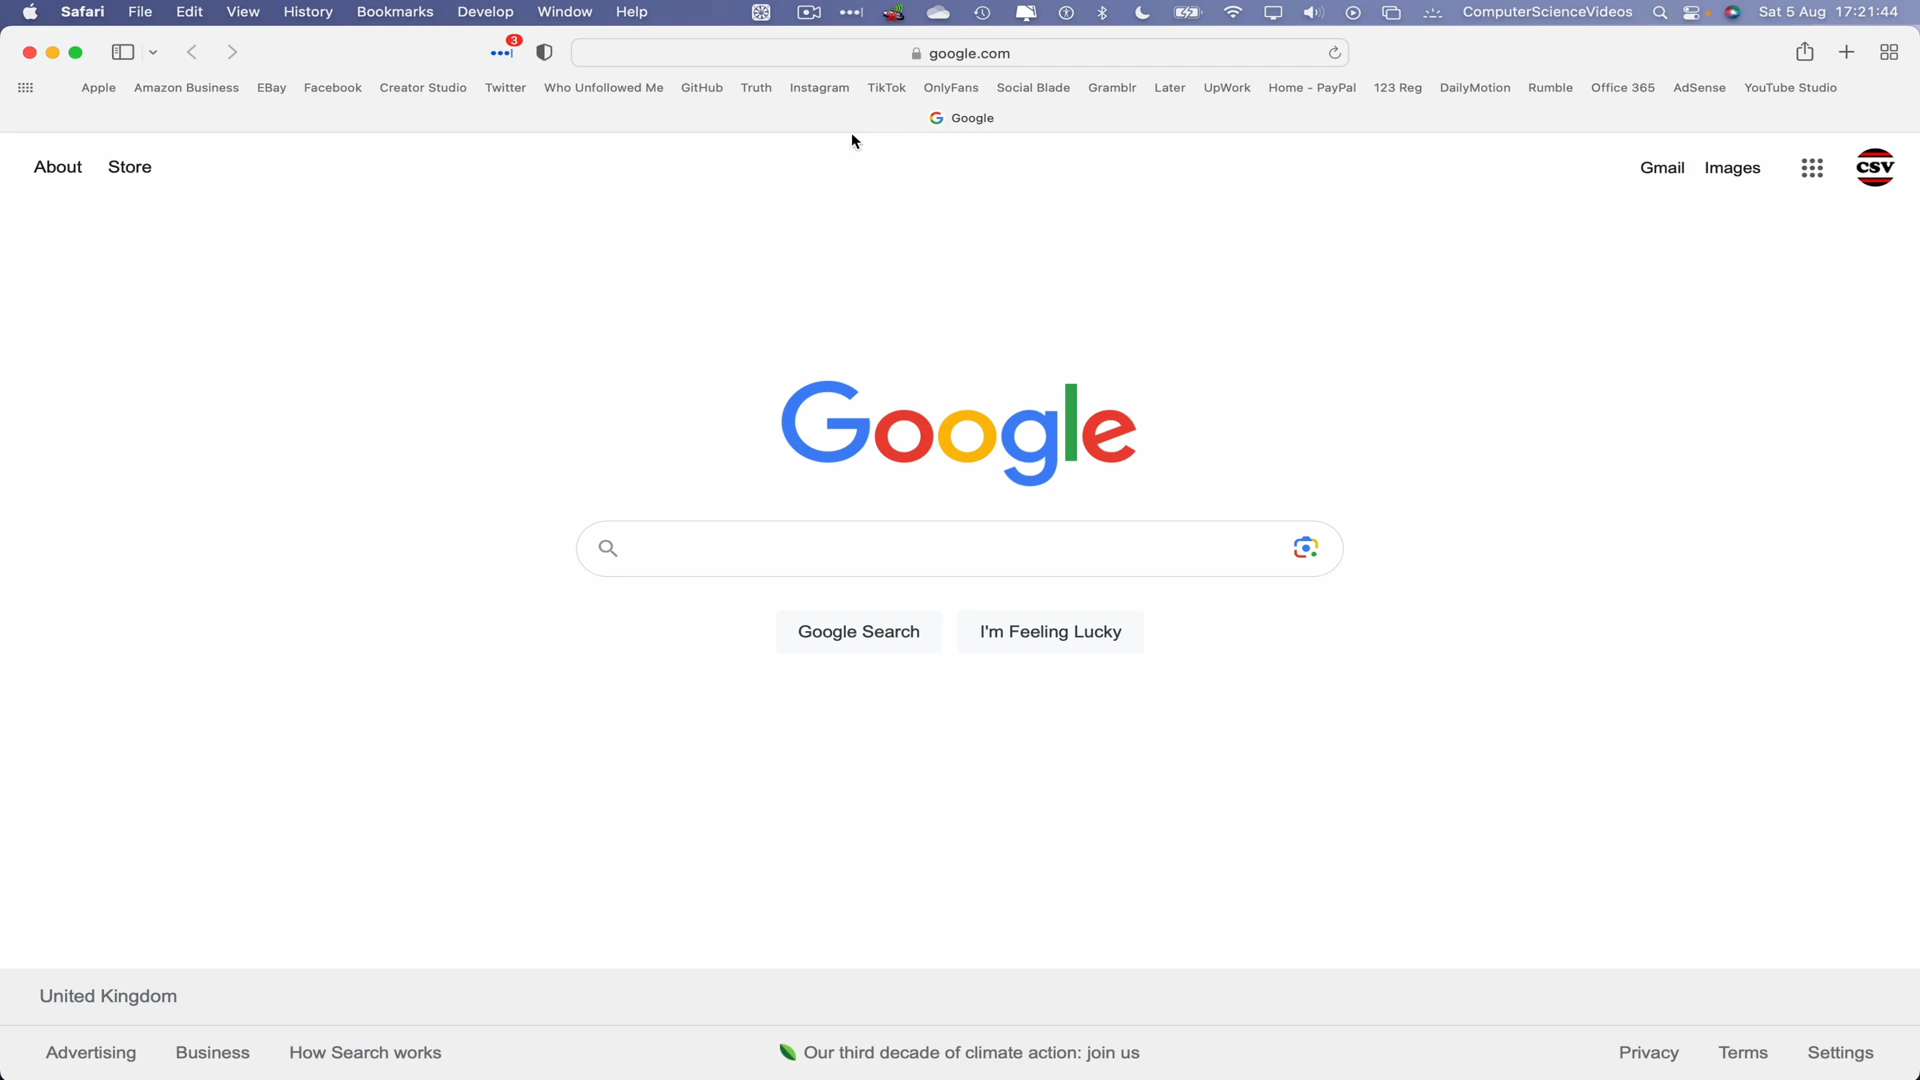 Safari File Edit View History Bookmarks Develop Window Help ComputerScienceVideos Sat 5 Aug 17:21:44
3 google.com
Apple Amazon Business EBay Facebook Creator Studio Twitter Who Unfollowed Me GitHub Truth Instagram TikTok OnlyFans Social Blade Gramblr Later UpWork Home - PayPal 123 Reg DailyMotion Rumble Office 365 AdSense YouTube Studio
Google
About Store Gmail Images CSV
Google
Google Search I'm Feeling Lucky
United Kingdom
Advertising Business How Search works Our third decade of climate action: join us Privacy Terms Settings